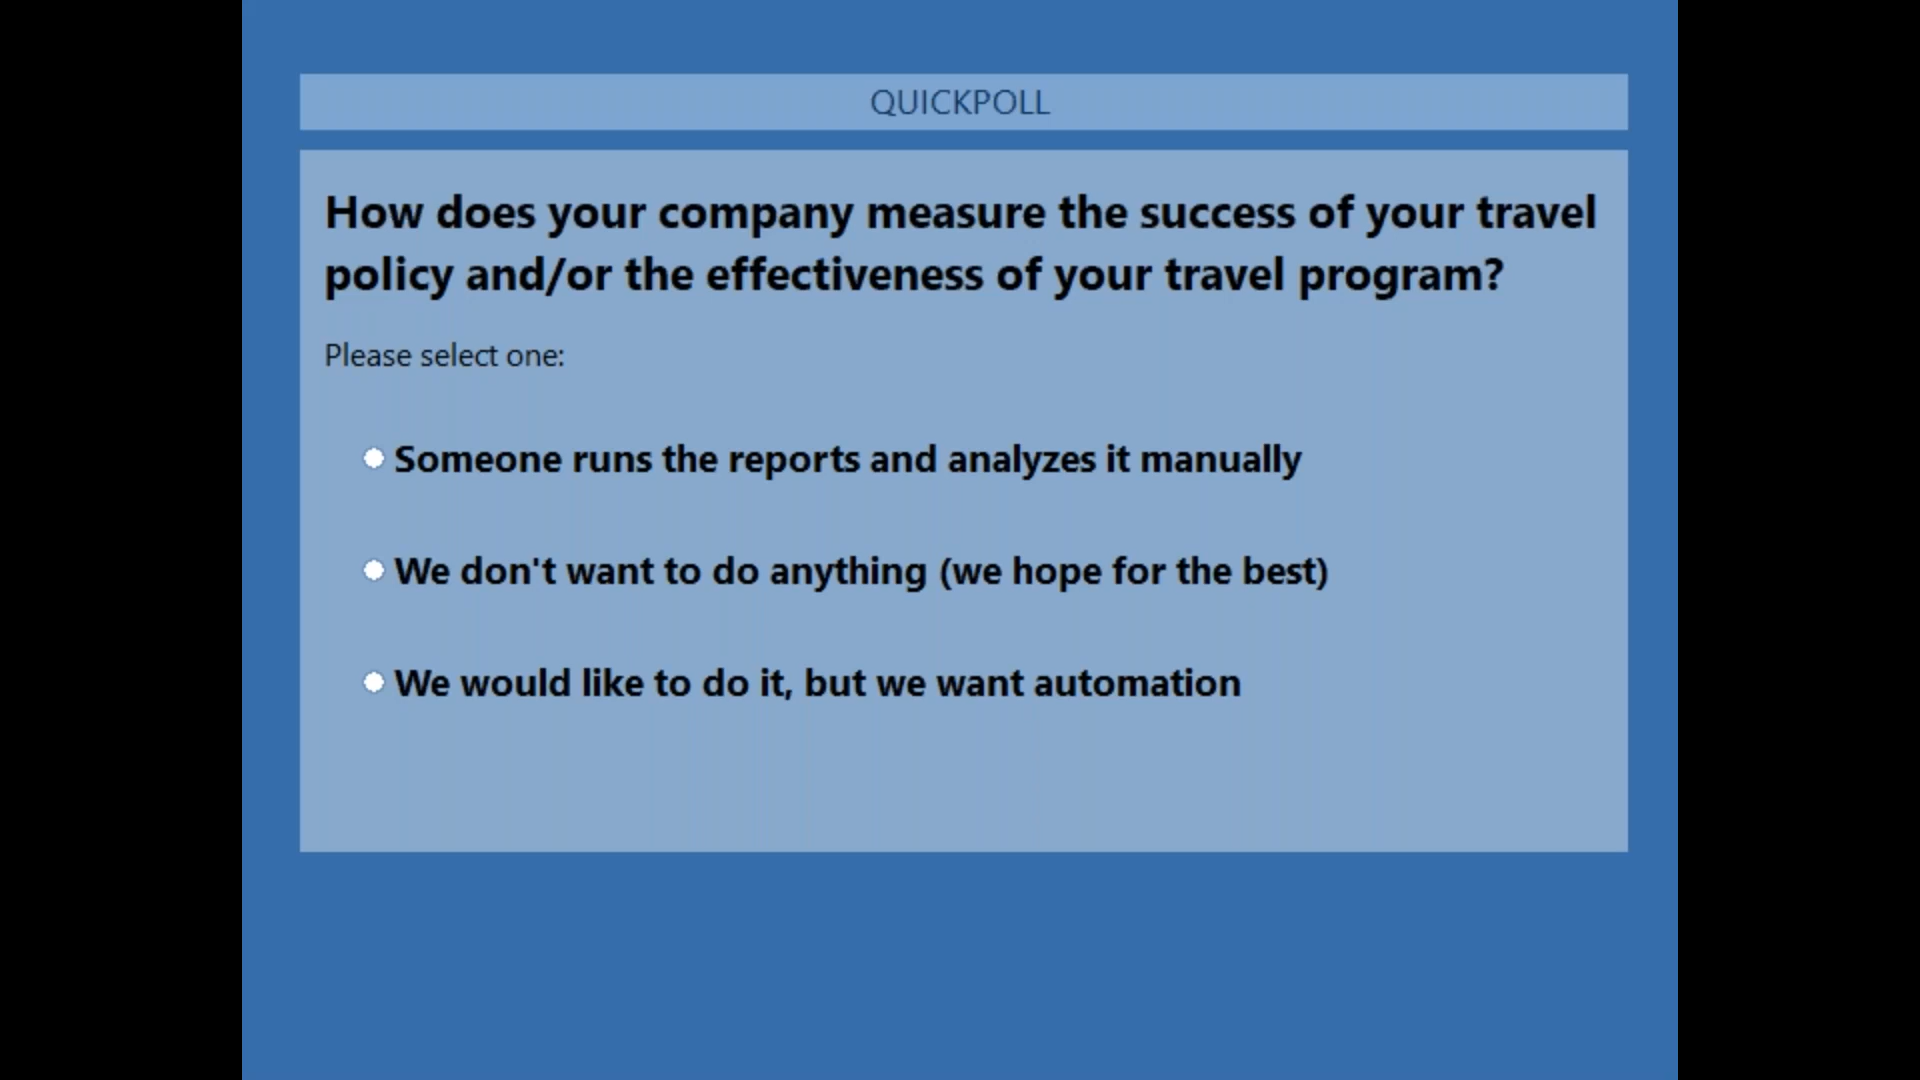 QUICKPOLL
How does your company measure the success of your travel
policy and/or the effectiveness of your travel program?
Please select one:
Someone runs the reports and analyzes it manually
We don't want to do anything (we hope for the best)
We would like to do it, but we want automation